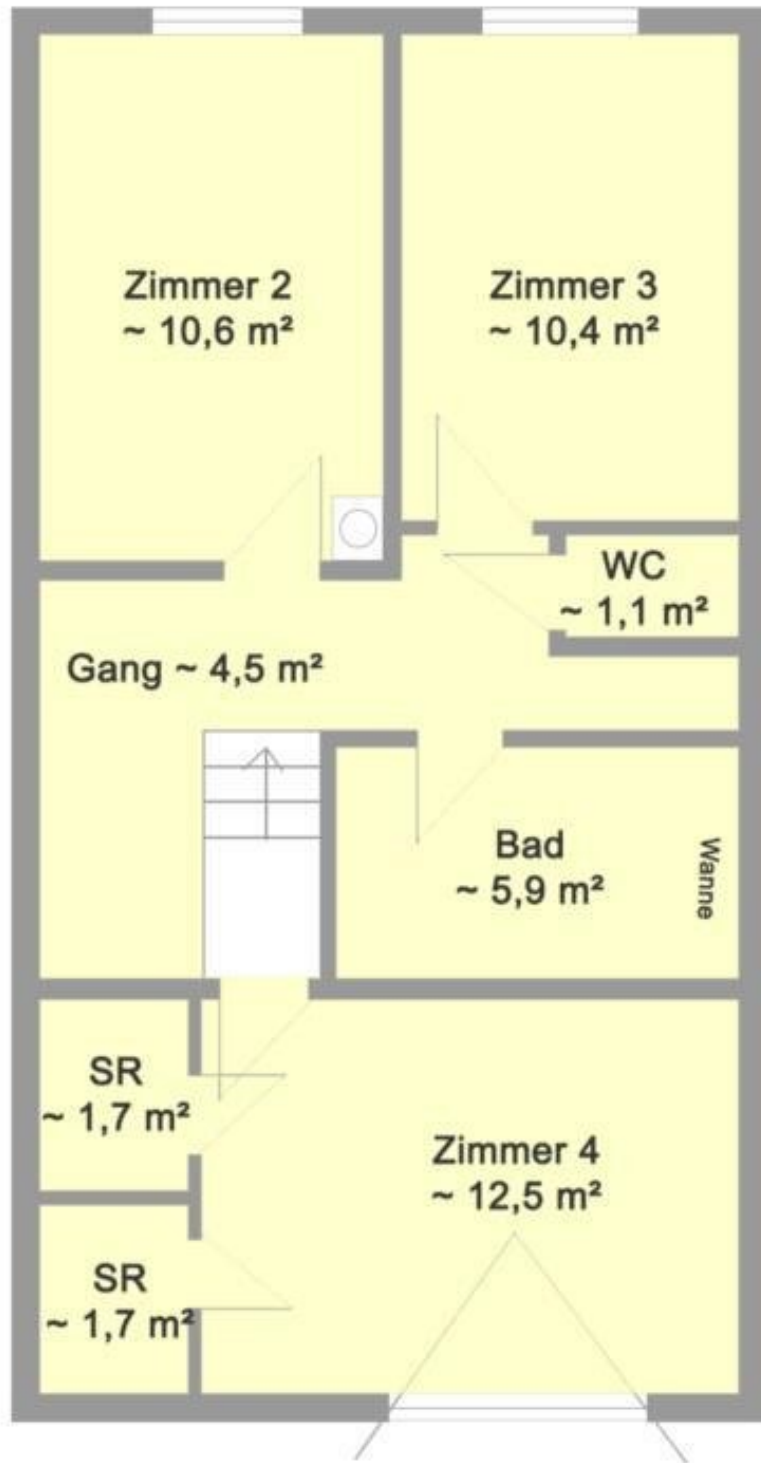 Zimmer 2
~ 10,6 m²
Zimmer 3
~ 10,4 m²
WC
~ 1,1 m²
Gang ~ 4,5 m²
Bad
~ 5,9 m²
Wanne
SR
~ 1,7 m²
Zimmer 4
~ 12,5 m²
SR
~ 1,7 m²